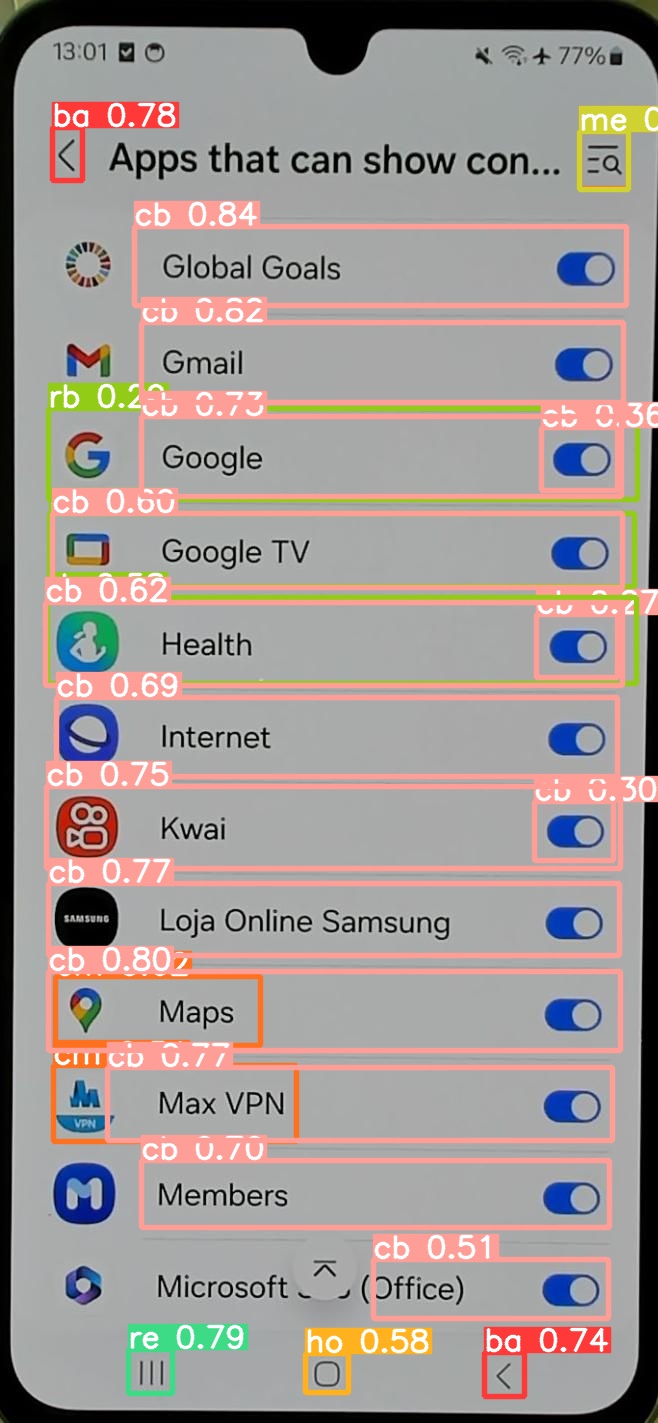 13:01 77%
ba 0.78
me 0
Apps that can show con...
cb 0.84
Global Goals
cb 0.82
Gmail
rb 0.2
cb 0.73
cb 0.36
Google
cb 0.60
Google TV
cb 0.62
cb 0.27
Health
cb 0.69
Internet
cb 0.75
cb 0.30
Kwai
cb 0.77
SAMSUNG
Loja Online Samsung
cb 0.80
Maps
cm
cb 0.77
Max VPN
VPN
cb 0.70
Members
cb 0.51
Microsoft (Office)
re 0.79
ho 0.58
ba 0.74